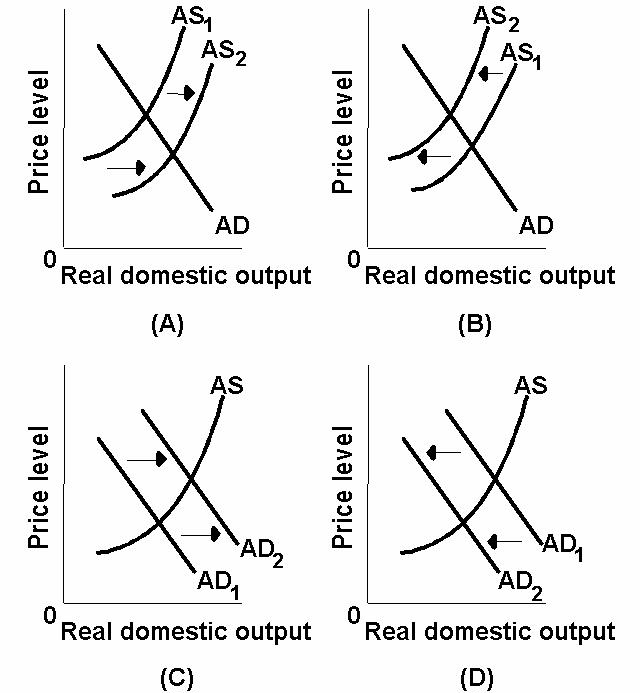 AS1
AS2
Price level
AD
0
Real domestic output
(A)
AS2
AS1
Price level
AD
0
Real domestic output
(B)
AS
Price level
AD2
AD1
0
Real domestic output
(C)
AS
Price level
AD1
AD2
0
Real domestic output
(D)